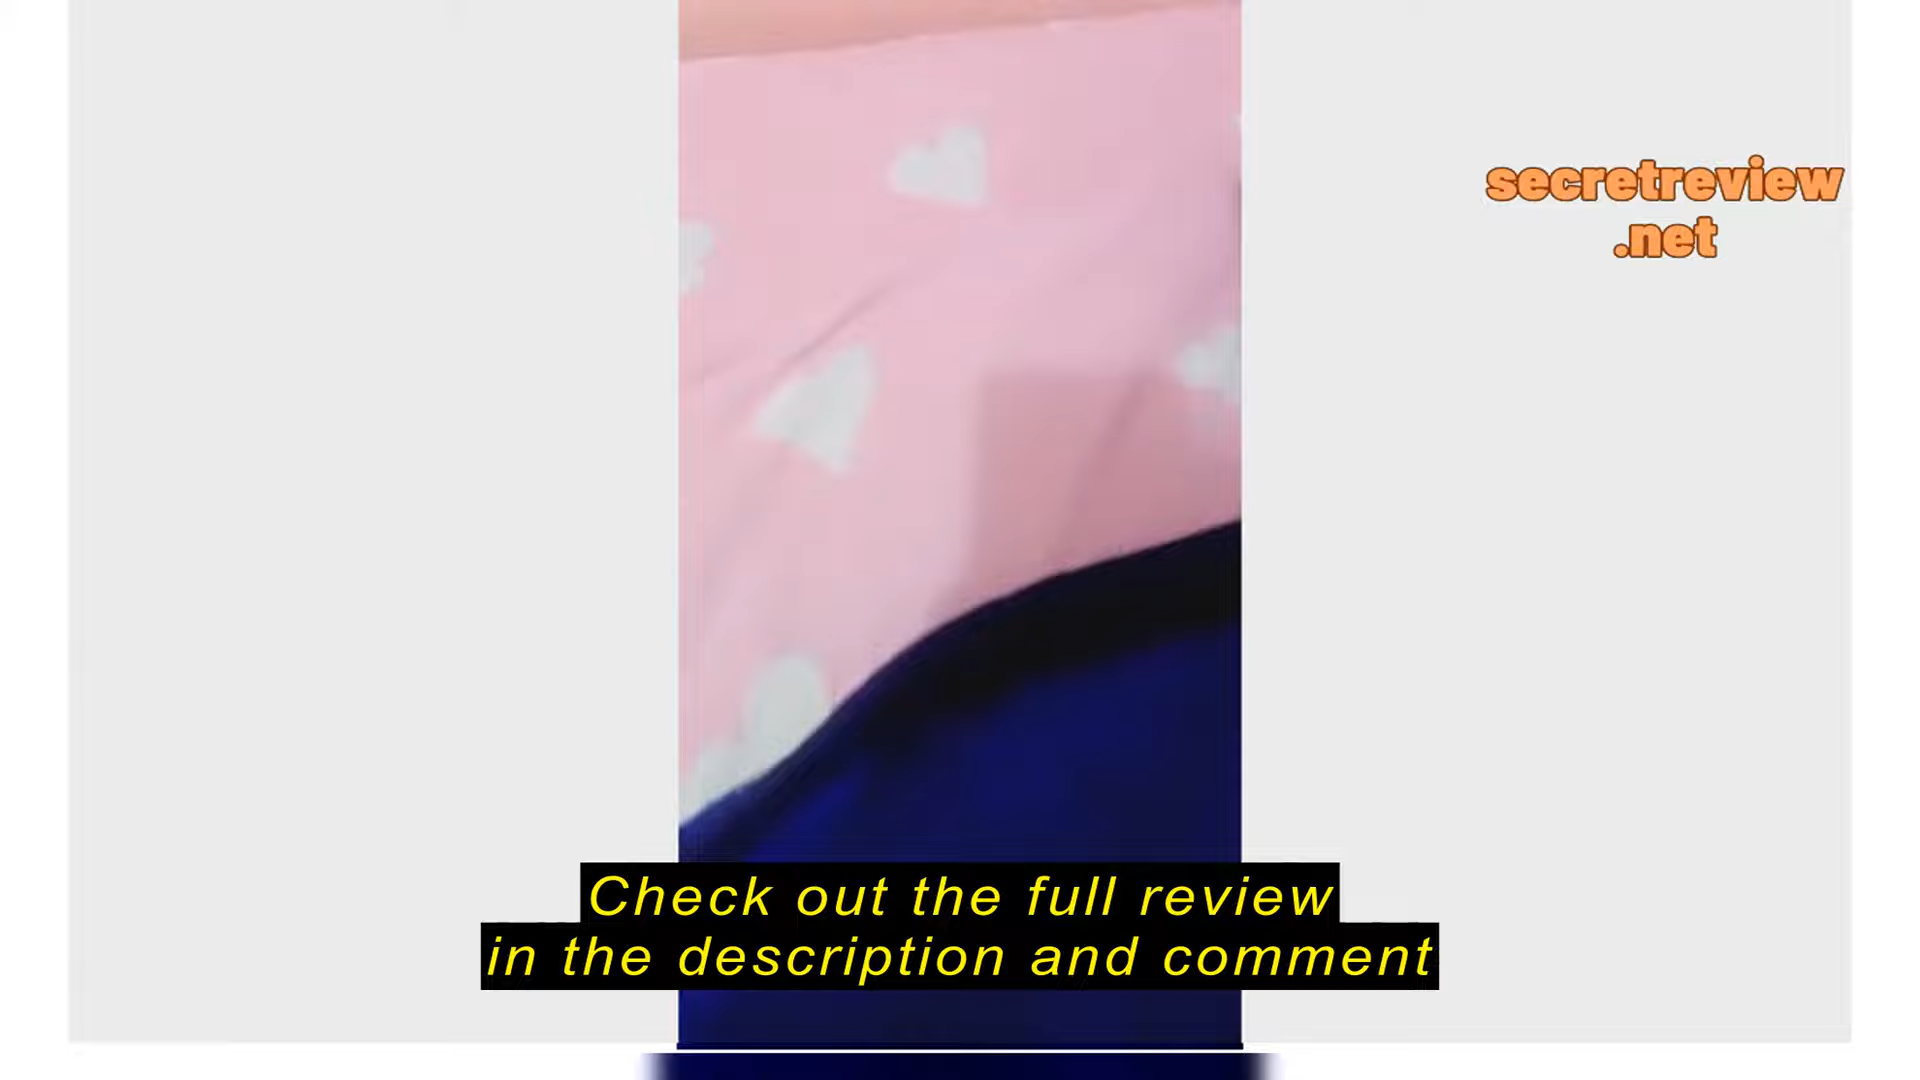 secretreview
.net
Check out the full review
in the description and comment